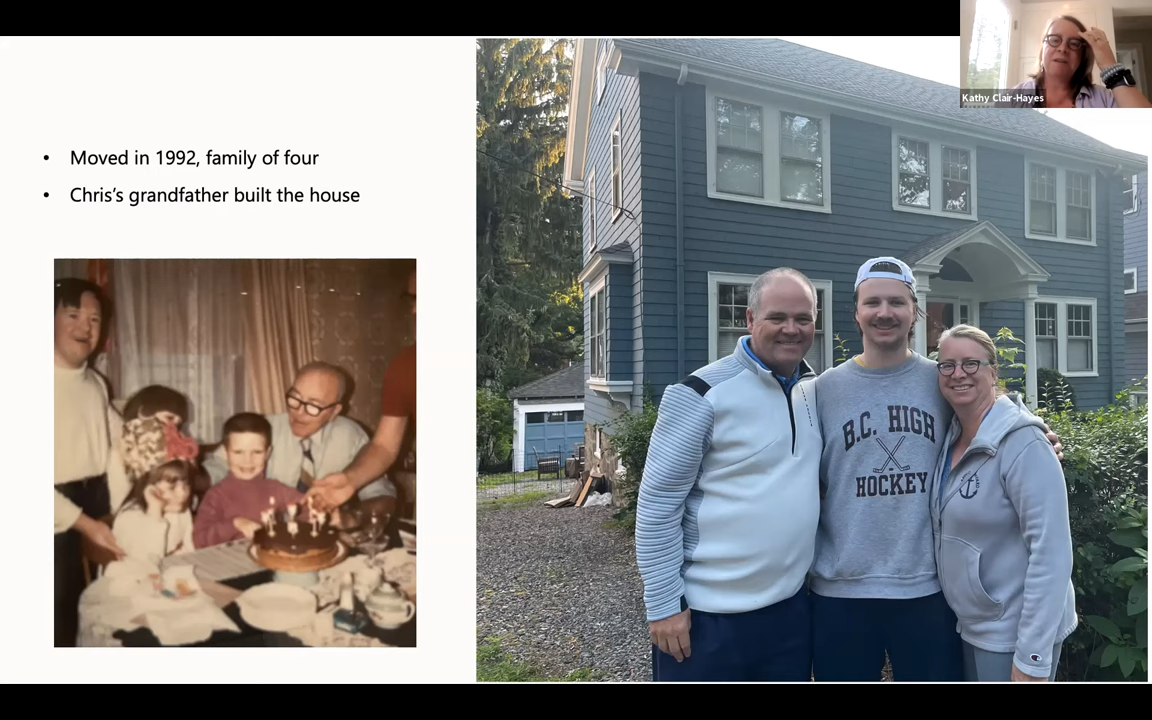 Kathy Clair-Hayes
• Moved in 1992, family of four
• Chris’s grandfather built the house
B.C. HIGH
HOCKEY